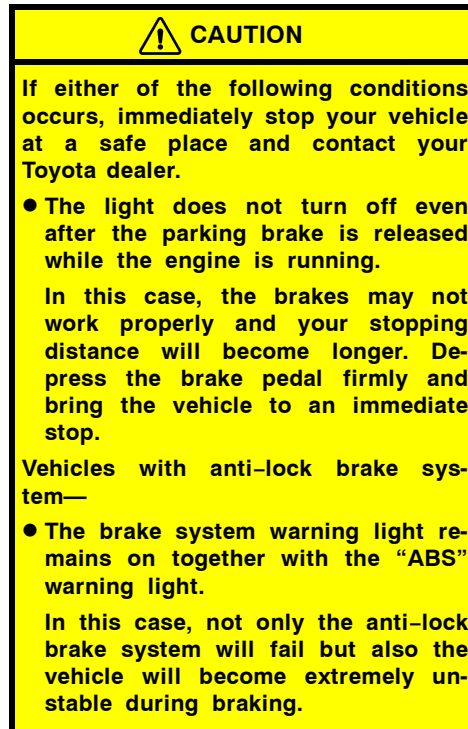 CAUTION
If either of the following conditions
occurs, immediately stop your vehicle
at a safe place and contact your
Toyota dealer.
● The light does not turn off even
after the parking brake is released
while the engine is running.
In this case, the brakes may not
work properly and your stopping
distance will become longer. De-
press the brake pedal firmly and
bring the vehicle to an immediate
stop.
Vehicles with anti–lock brake sys-
tem—
● The brake system warning light re-
mains on together with the “ABS”
warning light.
In this case, not only the anti–lock
brake system will fail but also the
vehicle will become extremely un-
stable during braking.